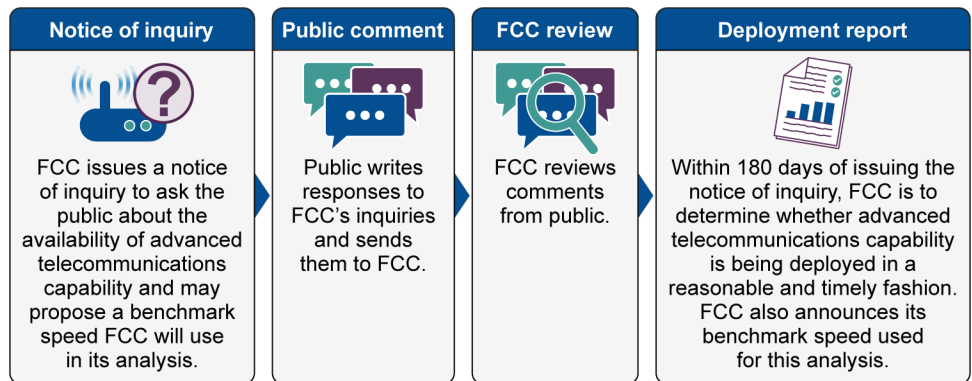 Notice of inquiry
FCC issues a notice
of inquiry to ask the
public about the
availability of advanced
telecommunications
capability and may
propose a benchmark
speed FCC will use
in its analysis.
Public comment
Public writes
responses to
FCC’s inquiries
and sends
them to FCC.
FCC review
FCC reviews
comments
from public.
Deployment report
Within 180 days of issuing the
notice of inquiry, FCC is to
determine whether advanced
telecommunications capability
is being deployed in a
reasonable and timely fashion.
FCC also announces its
benchmark speed used
for this analysis.